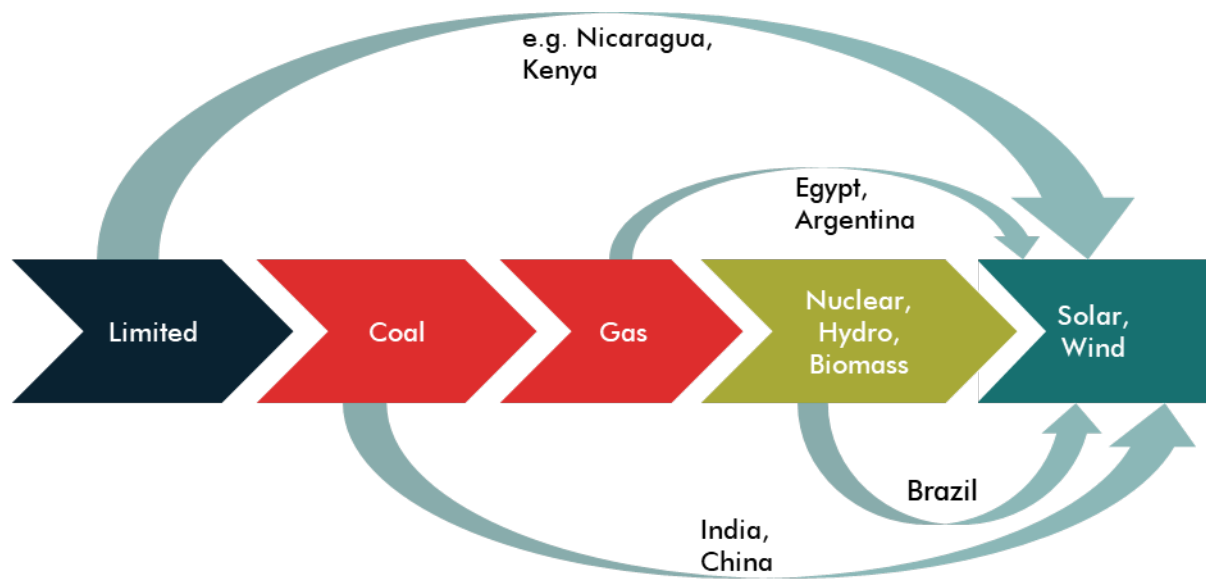 e.g. Nicaragua,
Kenya
Egypt,
Argentina
Limited
Coal
Gas
Nuclear,
Hydro,
Biomass
Solar,
Wind
Brazil
India,
China